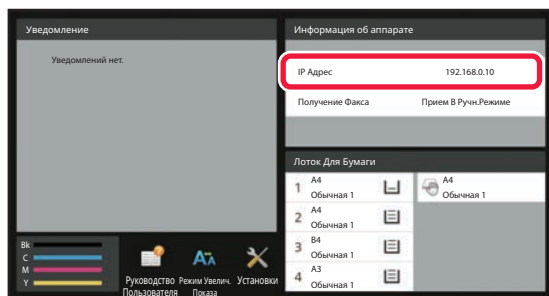 Уведомление
Уведомлений нет.
Информация об аппарате
IP Адрес 192.168.0.10
Получение Факса Прием В Ручн.Режиме
Лоток Для Бумаги
1 A4
Обычная 1
A4
Обычная 1
2 A4
Обычная 1
3 B4
Обычная 1
4 A3
Обычная 1
Bk
C
M
Y
Руководство
Пользователя
Режим Увелич.
Показа
Установки